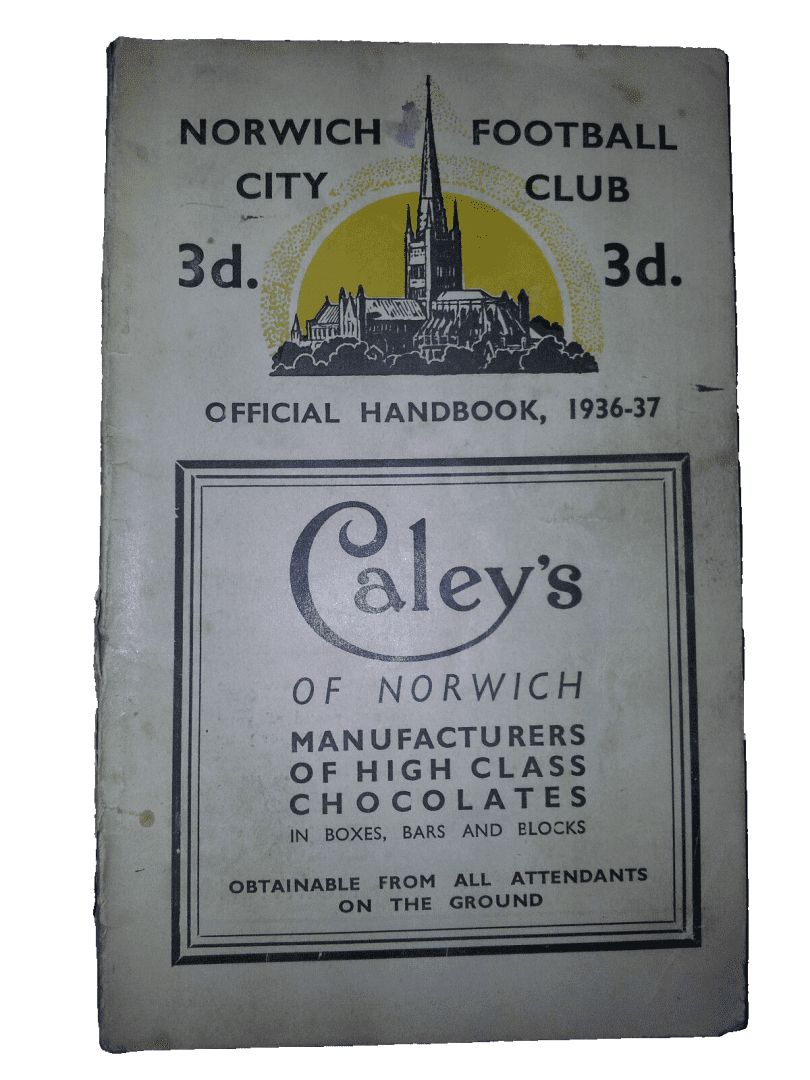 NORWICH FOOTBALL
CITY CLUB
3d. 3d.
OFFICIAL HANDBOOK, 1936-37
Caley's
OF NORWICH
MANUFACTURERS
OF HIGH CLASS
CHOCOLATES
IN BOXES, BARS AND BLOCKS
OBTAINABLE FROM ALL ATTENDANTS
ON THE GROUND